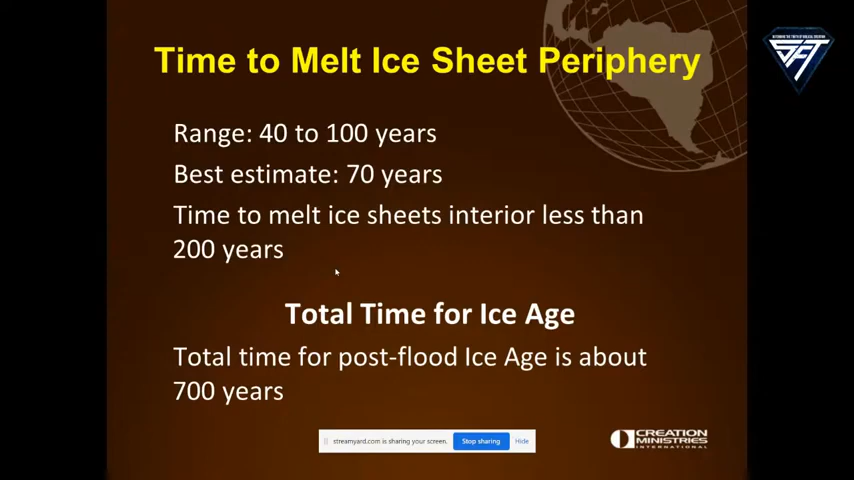 Time to Melt Ice Sheet Periphery
Range: 40 to 100 years
Best estimate: 70 years
Time to melt ice sheets interior less than
200 years
Total Time for Ice Age
Total time for post-flood Ice Age is about
700 years
streamyard.com is sharing your screen.
Stop sharing
Hide
CREATION
MINISTRIES
INTERNATIONAL
SFT